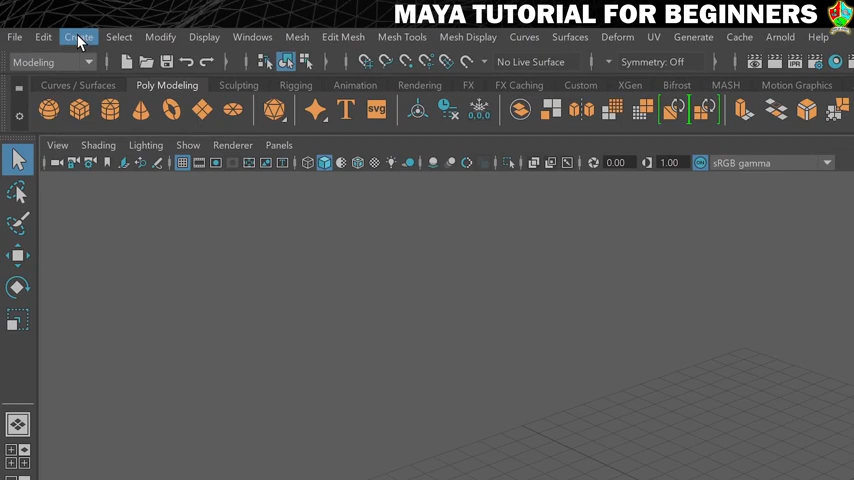 MAYA TUTORIAL FOR BEGINNERS
File Edit Create Select Modify Display Windows Mesh Edit Mesh Mesh Tools Mesh Display Curves Surfaces Deform UV Generate Cache Arnold Help
Modeling No Live Surface Symmetry: Off
Curves / Surfaces Poly Modeling Sculpting Rigging Animation Rendering FX FX Caching Custom XGen Bifrost MASH Motion Graphics
T SVG 0,0,0
View Shading Lighting Show Renderer Panels
0.00 1.00 sRGB gamma